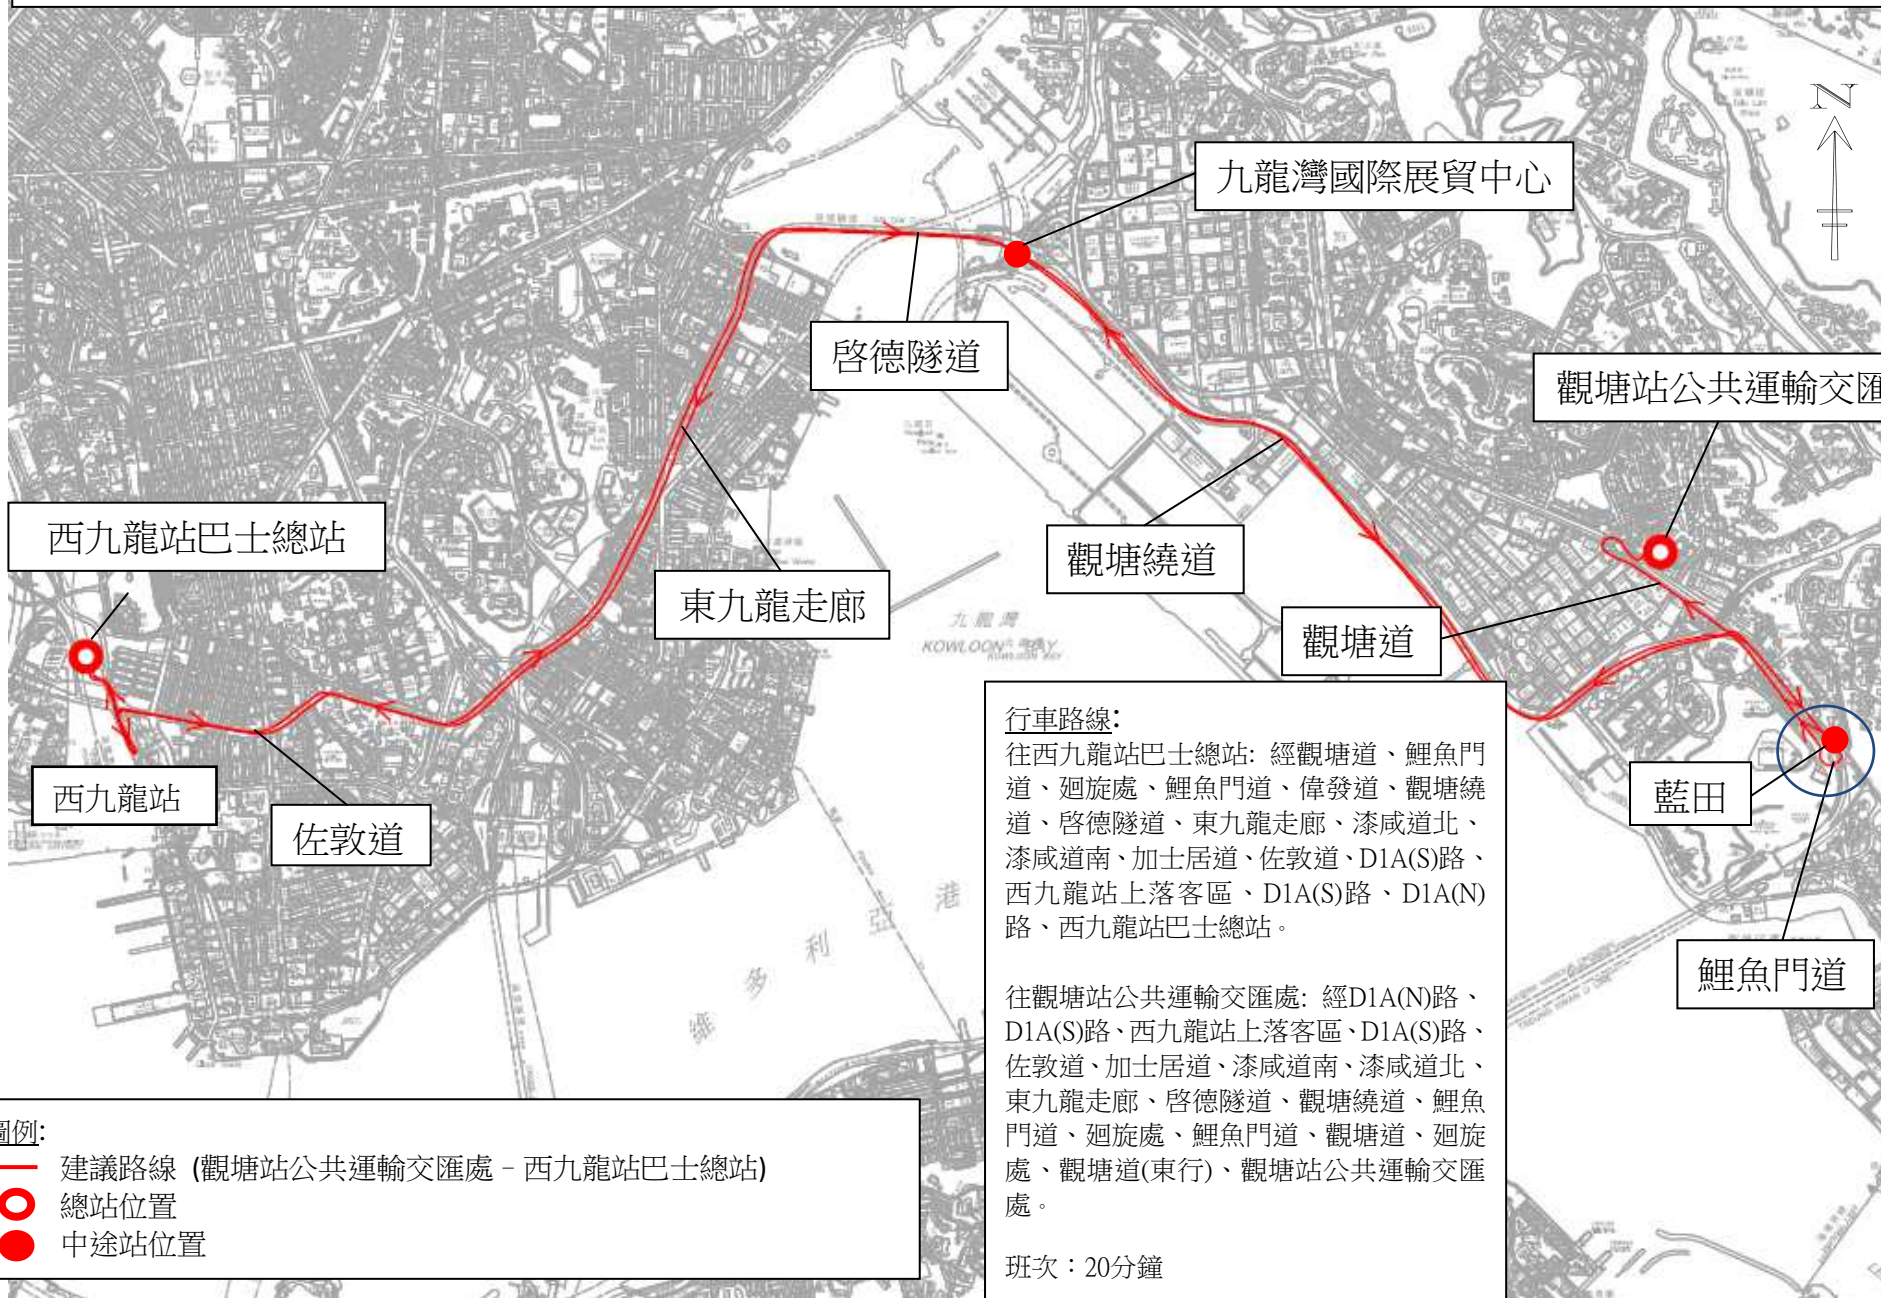 N
九龍灣國際展貿中心
啓德隧道
觀塘站公共運輸交匯
西九龍站巴士總站
觀塘繞道
東九龍走廊
觀塘道
九龍灣
KOWLOON BAY
西九龍站
佐敦道
藍田
鯉魚門道
維多利亞港
行車路線:
往西九龍站巴士總站: 經觀塘道、鯉魚門
道、廻旋處、鯉魚門道、偉發道、觀塘繞
道、啓德隧道、東九龍走廊、漆咸道北、
漆咸道南、加士居道、佐敦道、D1A(S)路、
西九龍站上落客區、D1A(S)路、D1A(N)
路、西九龍站巴士總站。
往觀塘站公共運輸交匯處: 經D1A(N)路、
D1A(S)路、西九龍站上落客區、D1A(S)路、
佐敦道、加士居道、漆咸道南、漆咸道北、
東九龍走廊、啓德隧道、觀塘繞道、鯉魚
門道、廻旋處、鯉魚門道、觀塘道、廻旋
處、觀塘道(東行)、觀塘站公共運輸交匯
處。
班次：20分鐘
圖例:
建議路線 (觀塘站公共運輸交匯處 - 西九龍站巴士總站)
總站位置
中途站位置